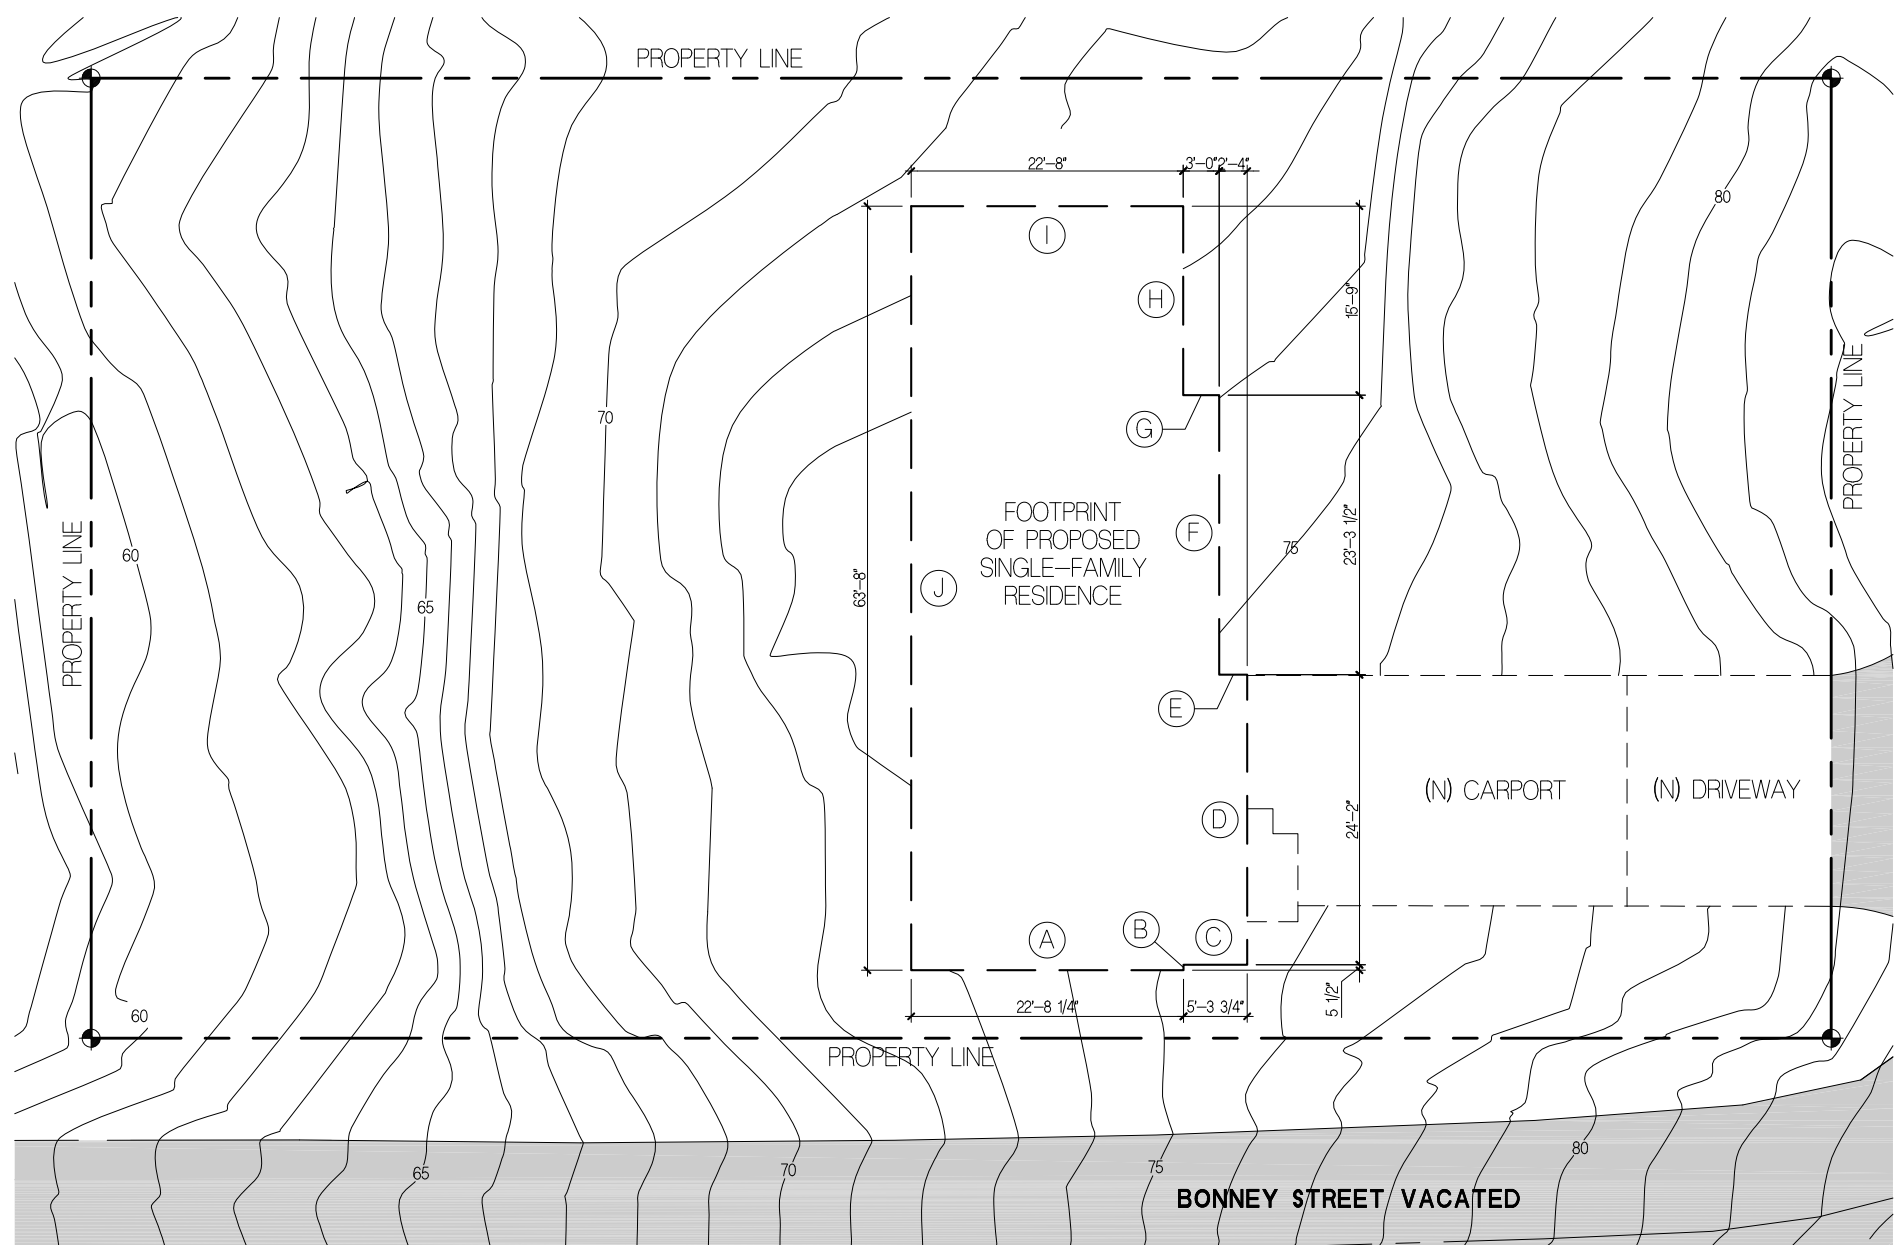 PROPERTY LINE
22'-8"
3'-0"
2'-4"
80
I
H
15'-9"
PROPERTY LINE
70
G
FOOTPRINT
OF PROPOSED
SINGLE-FAMILY
RESIDENCE
F
23'-3 1/2"
75
60
PROPERTY LINE
65
63'-8"
J
E
(N) CARPORT
(N) DRIVEWAY
D
24'-2"
A
B
C
60
22'-8 1/4"
5'-3 3/4"
5 1/2"
PROPERTY LINE
65
70
75
80
BONNEY STREET VACATED